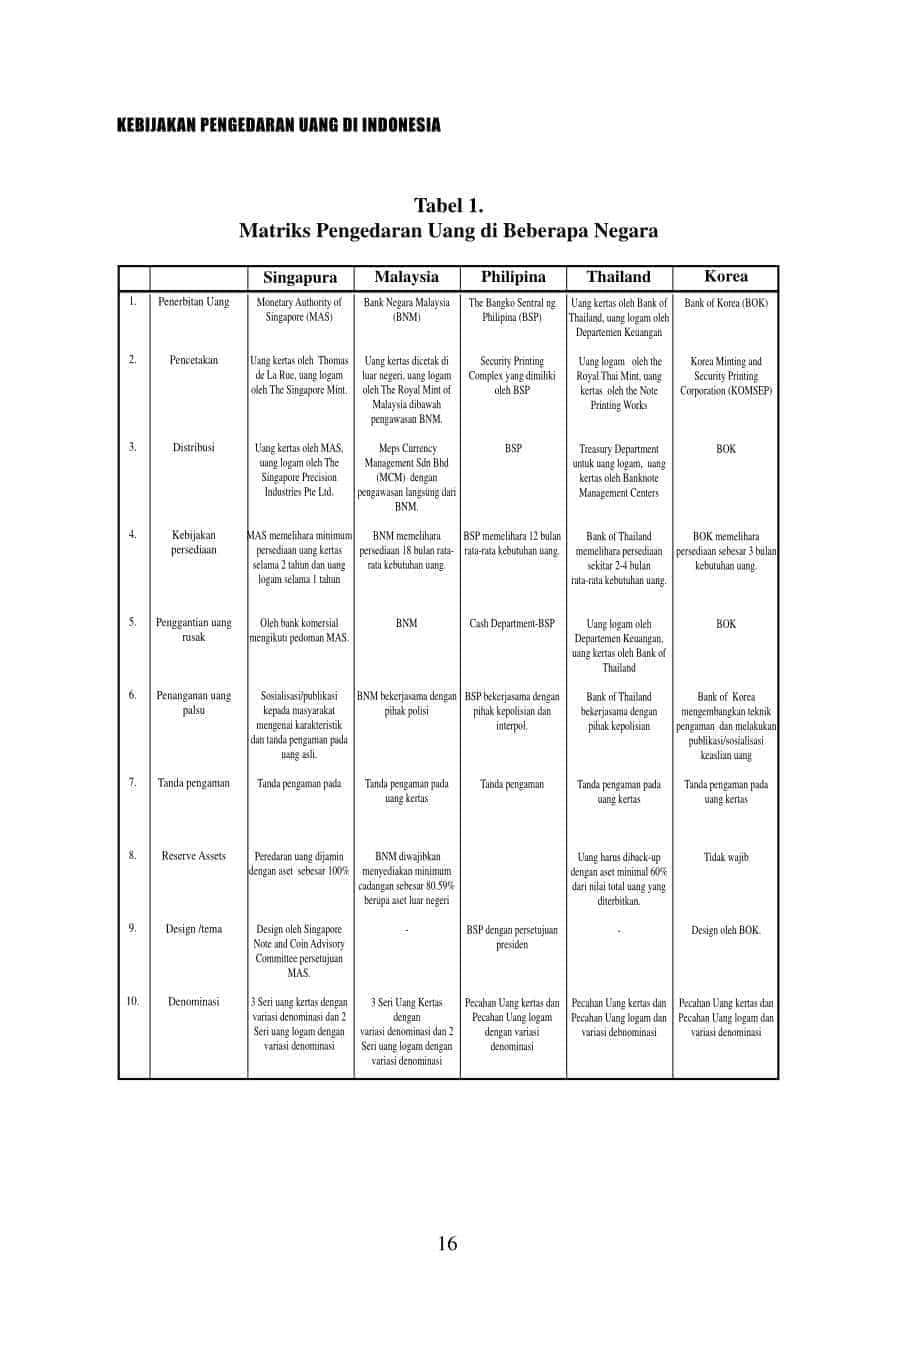 KEBIJAKAN PENGEDARAN UANG DI INDONESIA
Tabel 1.
Matriks Pengedaran Uang di Beberapa Negara
Singapura Malaysia Philipina Thailand Korea
1. Penerbitan Uang
Monetary Authority of
Singapore (MAS)
Bank Negara Malaysia
(BNM)
The Bangko Sentral ng
Philipina (BSP)
Uang kertas oleh Bank of
Thailand, uang logam oleh
Departemen Keuangan
Bank of Korea (BOK)
2. Pencetakan
Uang kertas oleh Thomas
de La Rue, uang logam
oleh The Singapore Mint.
Uang kertas dicetak di
luar negeri, uang logam
oleh The Royal Mint of
Malaysia dibawah
pengawasan BNM.
Security Printing
Complex yang dimiliki
oleh BSP
Uang logam oleh the
Royal Thai Mint, uang
kertas oleh the Note
Printing Works
Korea Minting and
Security Printing
Corporation (KOMSEP)
3. Distribusi
Uang kertas oleh MAS,
uang logam oleh The
Singapore Precision
Industries Pte Ltd.
Meps Currency
Management Sdn Bhd
(MCM) dengan
pengawasan langsung dari
BNM.
BSP
Treasury Department
untuk uang logam, uang
kertas oleh Banknote
Management Centers
BOK
4. Kebijakan
persediaan
MAS memelihara minimum
persediaan uang kertas
selama 2 tahun dan uang
logam selama 1 tahun
BNM memelihara
persediaan 18 bulan rata-
rata kebutuhan uang.
BSP memelihara 12 bulan
rata-rata kebutuhan uang.
Bank of Thailand
memelihara persediaan
sekitar 2-4 bulan
rata-rata kebutuhan uang.
BOK memelihara
persediaan sebesar 3 bulan
kebutuhan uang.
5. Penggantian uang
rusak
Oleh bank komersial
mengikuti pedoman MAS.
BNM
Cash Department-BSP
Uang logam oleh
Departemen Keuangan,
uang kertas oleh Bank of
Thailand
BOK
6. Penanganan uang
palsu
Sosialisasi/publikasi
kepada masyarakat
mengenai karakteristik
dan tanda pengaman pada
uang asli.
BNM bekerjasama dengan
pihak polisi
BSP bekerjasama dengan
pihak kepolisian dan
interpol.
Bank of Thailand
bekerjasama dengan
pihak kepolisian
Bank of Korea
mengembangkan teknik
pengaman dan melakukan
publikasi/sosialisasi
keaslian uang
7. Tanda pengaman
Tanda pengaman pada
Tanda pengaman pada
uang kertas
Tanda pengaman
Tanda pengaman pada
uang kertas
Tanda pengaman pada
uang kertas
8. Reserve Assets
Peredaran uang dijamin
dengan aset sebesar 100%
BNM diwajibkan
menyediakan minimum
cadangan sebesar 80.59%
berupa aset luar negeri
Uang harus diback-up
dengan aset minimal 60%
dari nilai total uang yang
diterbitkan.
Tidak wajib
9. Design /tema
Design oleh Singapore
Note and Coin Advisory
Committee persetujuan
MAS.
-
BSP dengan persetujuan
presiden
-
Design oleh BOK.
10. Denominasi
3 Seri uang kertas dengan
variasi denominasi dan 2
Seri uang logam dengan
variasi denominasi
3 Seri Uang Kertas
dengan
variasi denominasi dan 2
Seri uang logam dengan
variasi denominasi
Pecahan Uang kertas dan
Pecahan Uang logam
dengan variasi
denominasi
Pecahan Uang kertas dan
Pecahan Uang logam dan
variasi debnominasi
Pecahan Uang kertas dan
Pecahan Uang logam dan
variasi denominasi
16